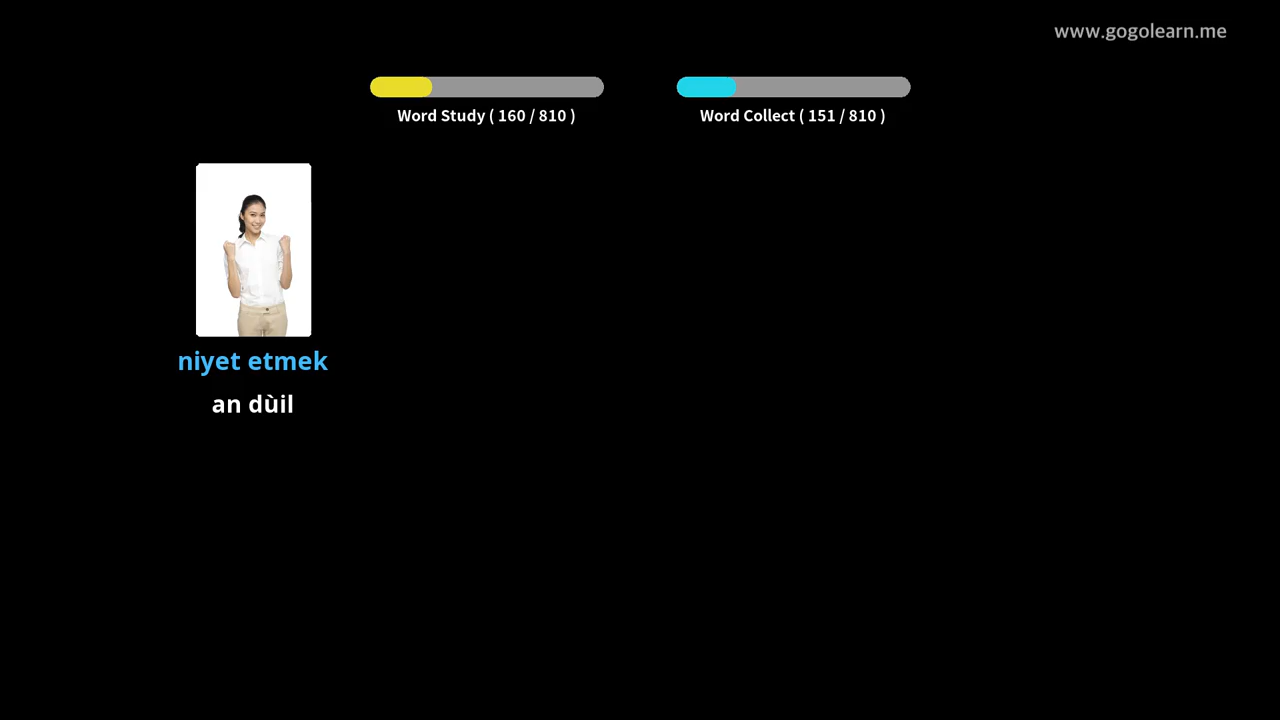 www.gogolearn.me
Word Study ( 160 / 810 )
Word Collect ( 151 / 810 )
niyet etmek
an dùil